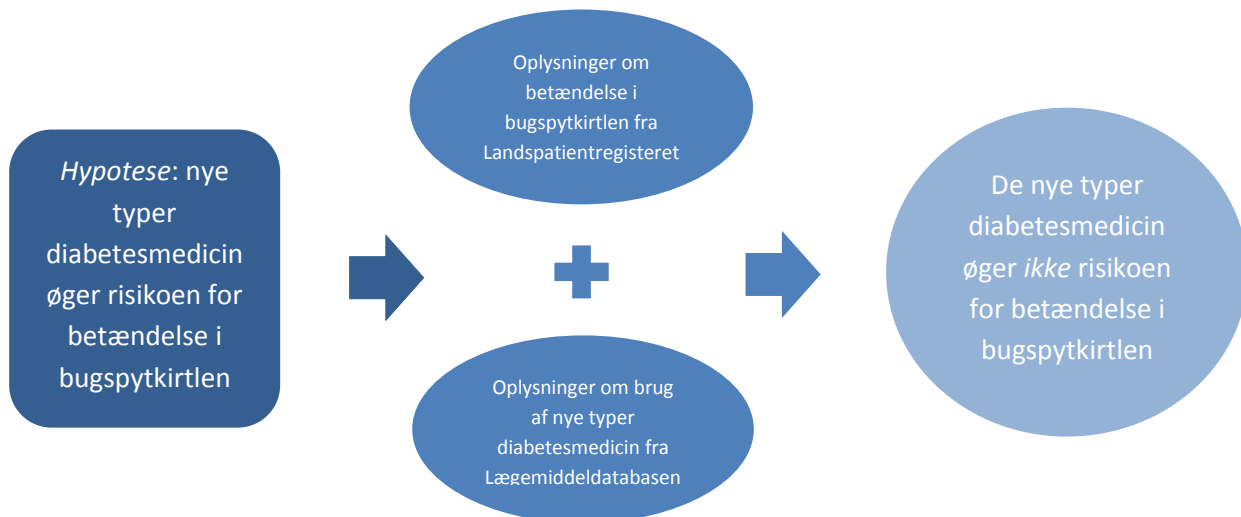 Hypotese: nye
typer
diabetesmedicin
øger risikoen for
betændelse i
bugspytkirtlen
Oplysninger om
betændelse i
bugspytkirtlen fra
Landspatientregisteret
Oplysninger om brug
af nye typer
diabetesmedicin fra
Lægemiddeldatabasen
De nye typer
diabetesmedicin
øger ikke risikoen
for betændelse i
bugspytkirtlen